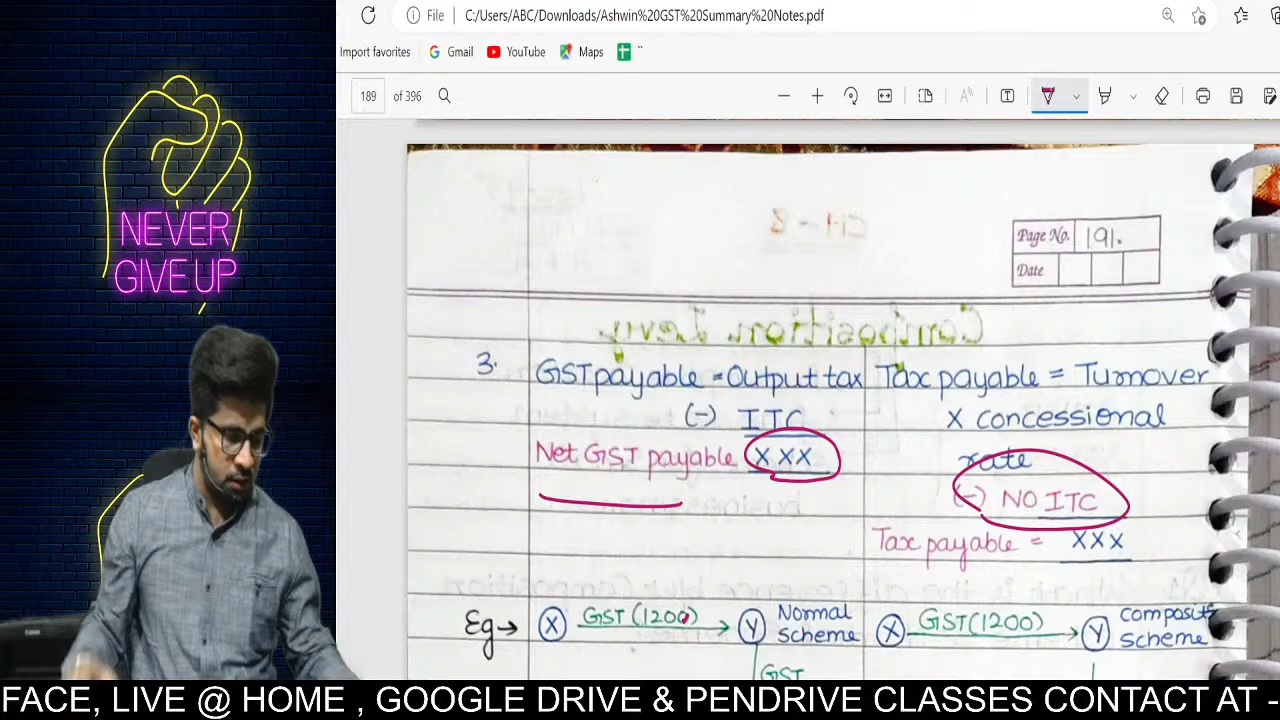 File C:/Users/ABC/Downloads/Ashwin%20GST%20Summary%20Notes.pdf
Import favorites Gmail YouTube Maps
189 of 396
NEVER
GIVE UP
Page No. 191.
Date
3. GST payable = Output tax
(-) ITC
Net GST payable XXX
Tax payable = Turnover
X concessional
rate
(-) NO ITC
Tax payable = XXX
Eg→ X GST (1200) Y Normal
scheme
X GST (1200) Y
scheme
GST
FACE, LIVE @ HOME , GOOGLE DRIVE & PENDRIVE CLASSES CONTACT AT -